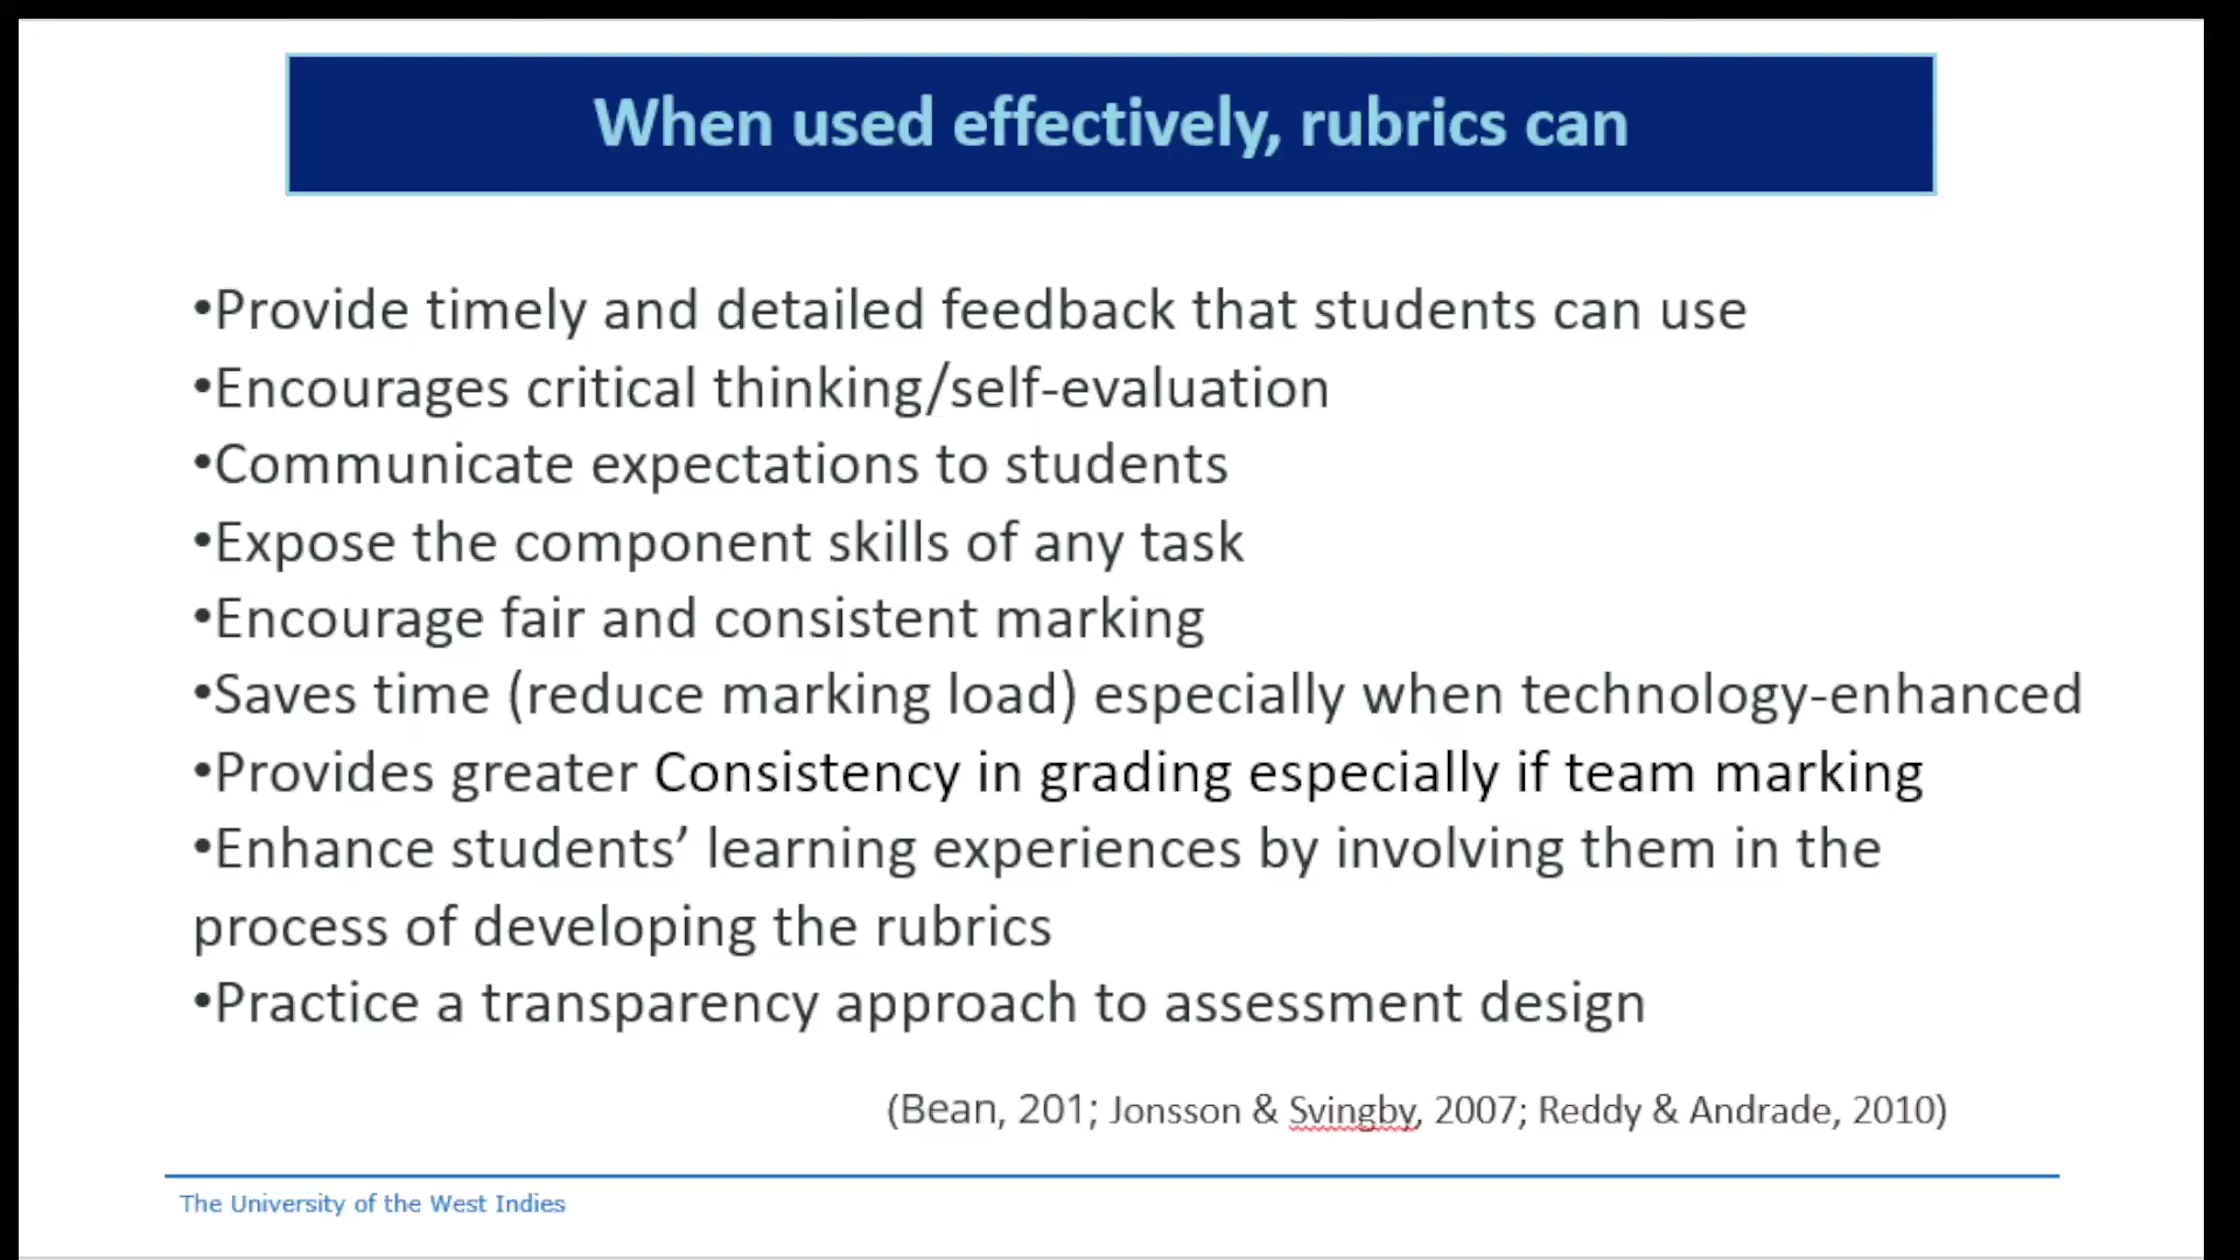 When used effectively, rubrics can
•Provide timely and detailed feedback that students can use
•Encourages critical thinking/self-evaluation
•Communicate expectations to students
•Expose the component skills of any task
•Encourage fair and consistent marking
•Saves time (reduce marking load) especially when technology-enhanced
•Provides greater Consistency in grading especially if team marking
•Enhance students’ learning experiences by involving them in the
process of developing the rubrics
•Practice a transparency approach to assessment design
(Bean, 201; Jonsson & Svingby, 2007; Reddy & Andrade, 2010)
The University of the West Indies